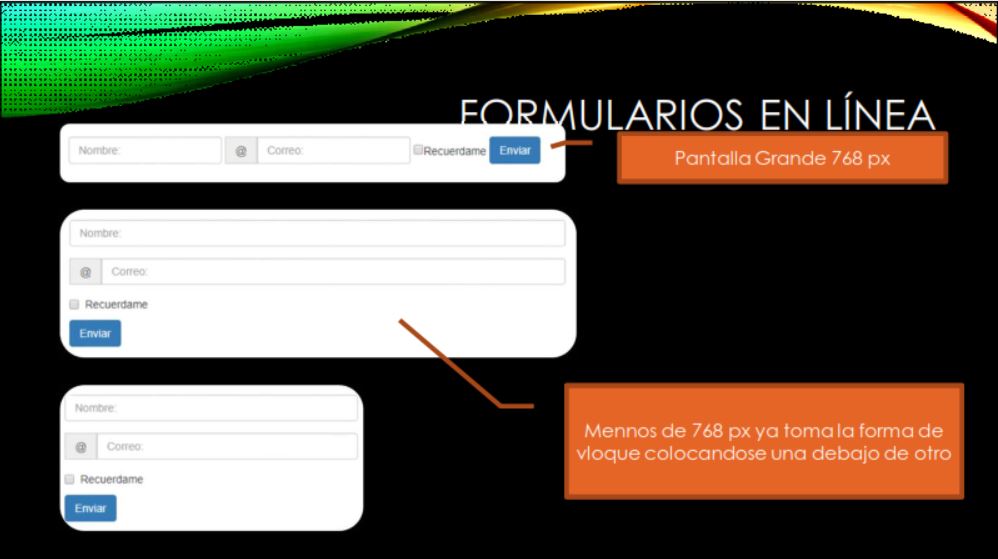 FORMULARIOS EN LÍNEA
Nombre: @ Correo: Recuerdame Enviar
Pantalla Grande 768 px
Nombre:
@ Correo:
Recuerdame
Enviar
Mennos de 768 px ya toma la forma de
vloque colocandose una debajo de otro
Nombre:
@ Correo:
Recuerdame
Enviar